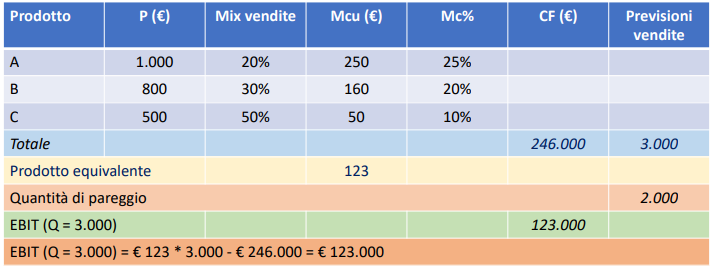 Prodotto P (€) Mix vendite Mcu (€) Mc% CF (€) Previsioni vendite
A 1.000 20% 250 25%
B 800 30% 160 20%
C 500 50% 50 10%
Totale 246.000 3.000
Prodotto equivalente 123
Quantità di pareggio 2.000
EBIT (Q = 3.000) 123.000
EBIT (Q = 3.000) = € 123 * 3.000 - € 246.000 = € 123.000